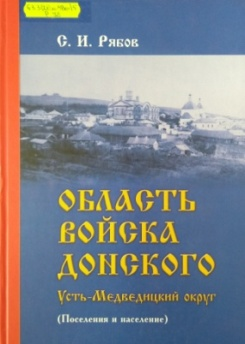 С. И. Рябов
ОБЛАСТЬ
ВОЙСКА
ДОНСКОГО
Усть-Медведицкий округ
(Поселения и население)